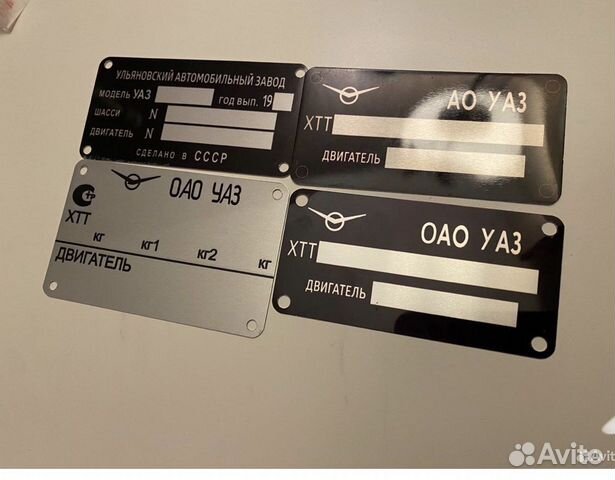 УЛЬЯНОВСКИЙ АВТОМОБИЛЬНЫЙ ЗАВОД
МОДЕЛЬ УАЗ ГОД ВЫП. 19
ШАССИ N
ДВИГАТЕЛЬ N
СДЕЛАНО В СССР
АО УАЗ
ХТТ
ДВИГАТЕЛЬ
ОАО УАЗ
ХТТ
кг кг1 кг2 кг
ДВИГАТЕЛЬ
ОАО УАЗ
ХТТ
ДВИГАТЕЛЬ
Avito